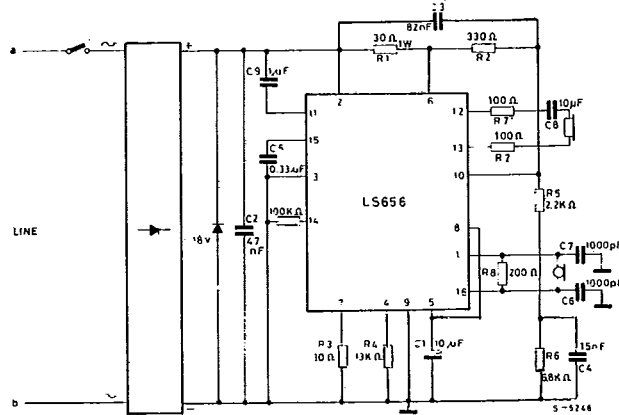 C3
82nF
30Ω
1W
R1
330Ω
R2
a
+
C9
1µF
2
6
11
12
100Ω
R7'
10µF
C8
15
C5
0.33µF
100Ω
R7
13
3
10
LS656
R5
2.2KΩ
100KΩ
14
8
LINE
18V
C2
47
nF
1
R8
200Ω
C7
1000pF
16
C6
1000pF
7
4
9
5
R3
30Ω
R4
13KΩ
C1
10µF
R6
6.8KΩ
15nF
C4
b
-
S-5246